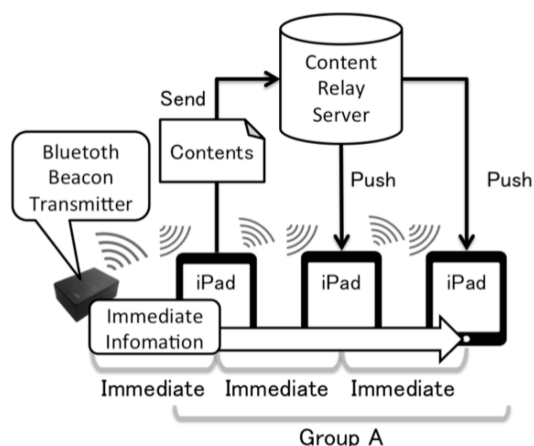 Content
Relay
Server
Send
Contents
Bluetoth
Beacon
Transmitter
Push
Push
iPad
iPad
iPad
Immediate
Infomation
Immediate
Immediate
Immediate
Group A